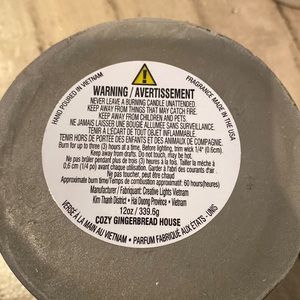 HAND POURED IN VIETNAM
FRAGRANCE MADE IN THE USA
WARNING / AVERTISSEMENT
NEVER LEAVE A BURNING CANDLE UNATTENDED.
KEEP AWAY FROM THINGS THAT MAY CATCH FIRE.
KEEP AWAY FROM CHILDREN AND PETS
NE JAMAIS LAISSER UNE BOUGIE ALLUMÉE SANS SURVEILLANCE.
TENIR À L'ÉCART DE TOUT OBJET INFLAMMABLE.
TENIR HORS DE PORTÉE DES ENFANTS ET DES ANIMAUX DE COMPAGNIE.
Burn for up to three (3) hours at a time. Before lighting, trim wick 1/4" (0.6cm).
Keep away from drafts. Do not touch, may be hot.
Ne pas brûler pendant plus de trois (3) heures à la fois. Tailler la mèche à
0.6 cm (1/4 po) avant chaque utilisation. Garder à l'abri des courants d'air.
Ne pas toucher, peut être chaud
Approximate burn time/Temps de combustion approximatif: 60 hours(heures)
Manufacturer / Fabriquant: Creative Lights Vietnam
Kim Thanh District • Hai Duong Province • Vietnam
12oz / 339.6g
COZY GINGERBREAD HOUSE
VERSÉ À LA MAIN AU VIETNAM • PARFUM FABRIQUÉ AUX ÉTATS - UNIS